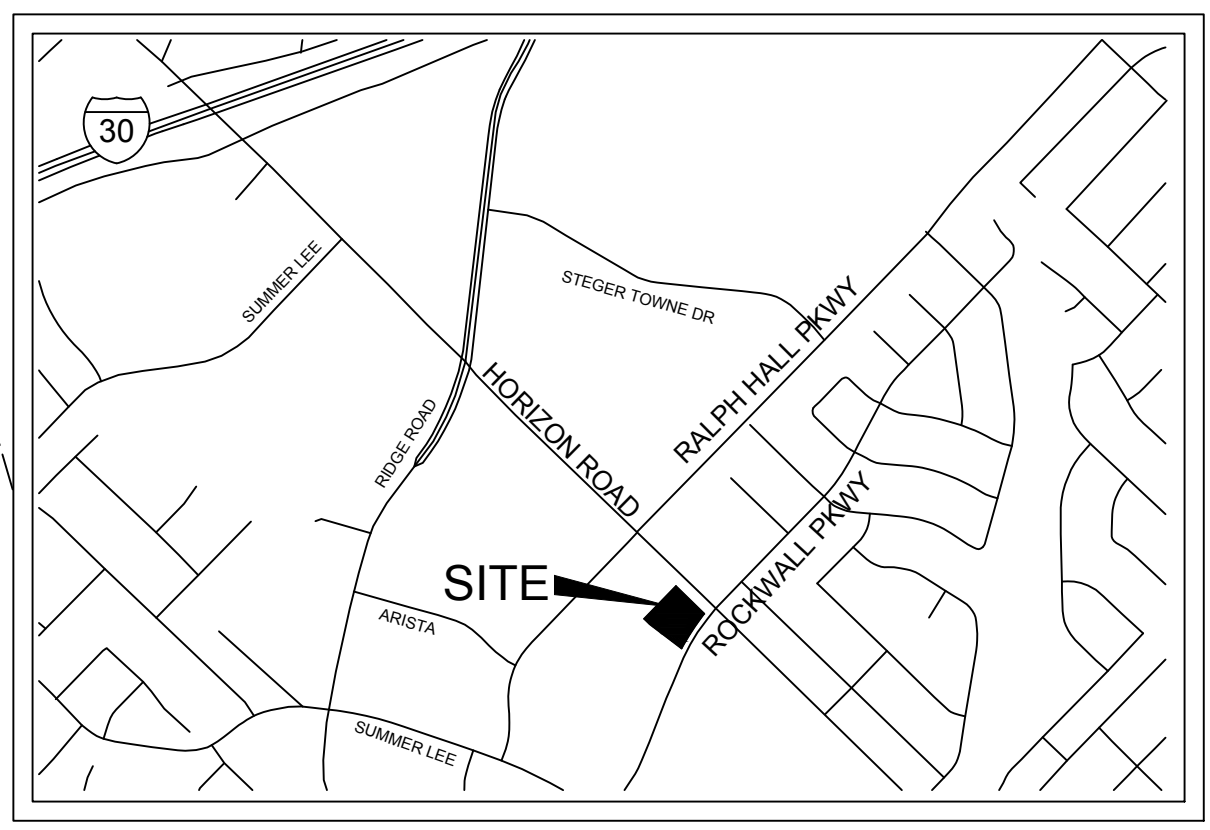 30
SUMMER LEE
STEGER TOWNE DR
RALPH HALL PKWY
HORIZON ROAD
RIDGE ROAD
ROCKWALL PKWY
SITE
ARISTA
SUMMER LEE